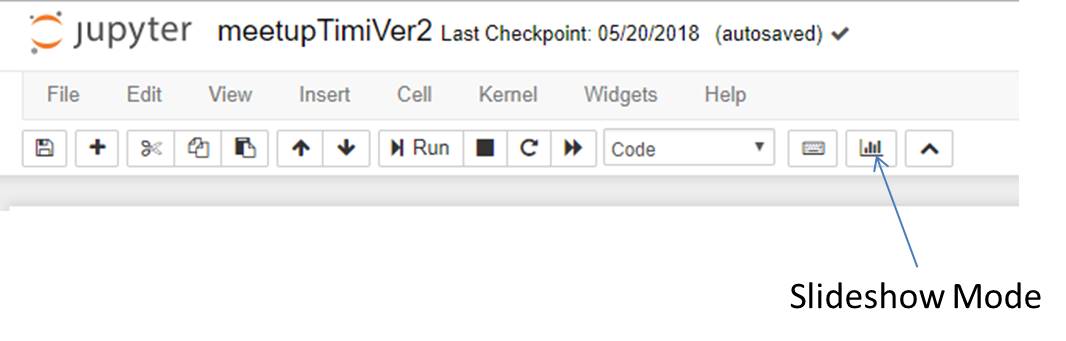 jupyter meetupTimiVer2 Last Checkpoint: 05/20/2018 (autosaved)
File Edit View Insert Cell Kernel Widgets Help
Run Code
Slideshow Mode